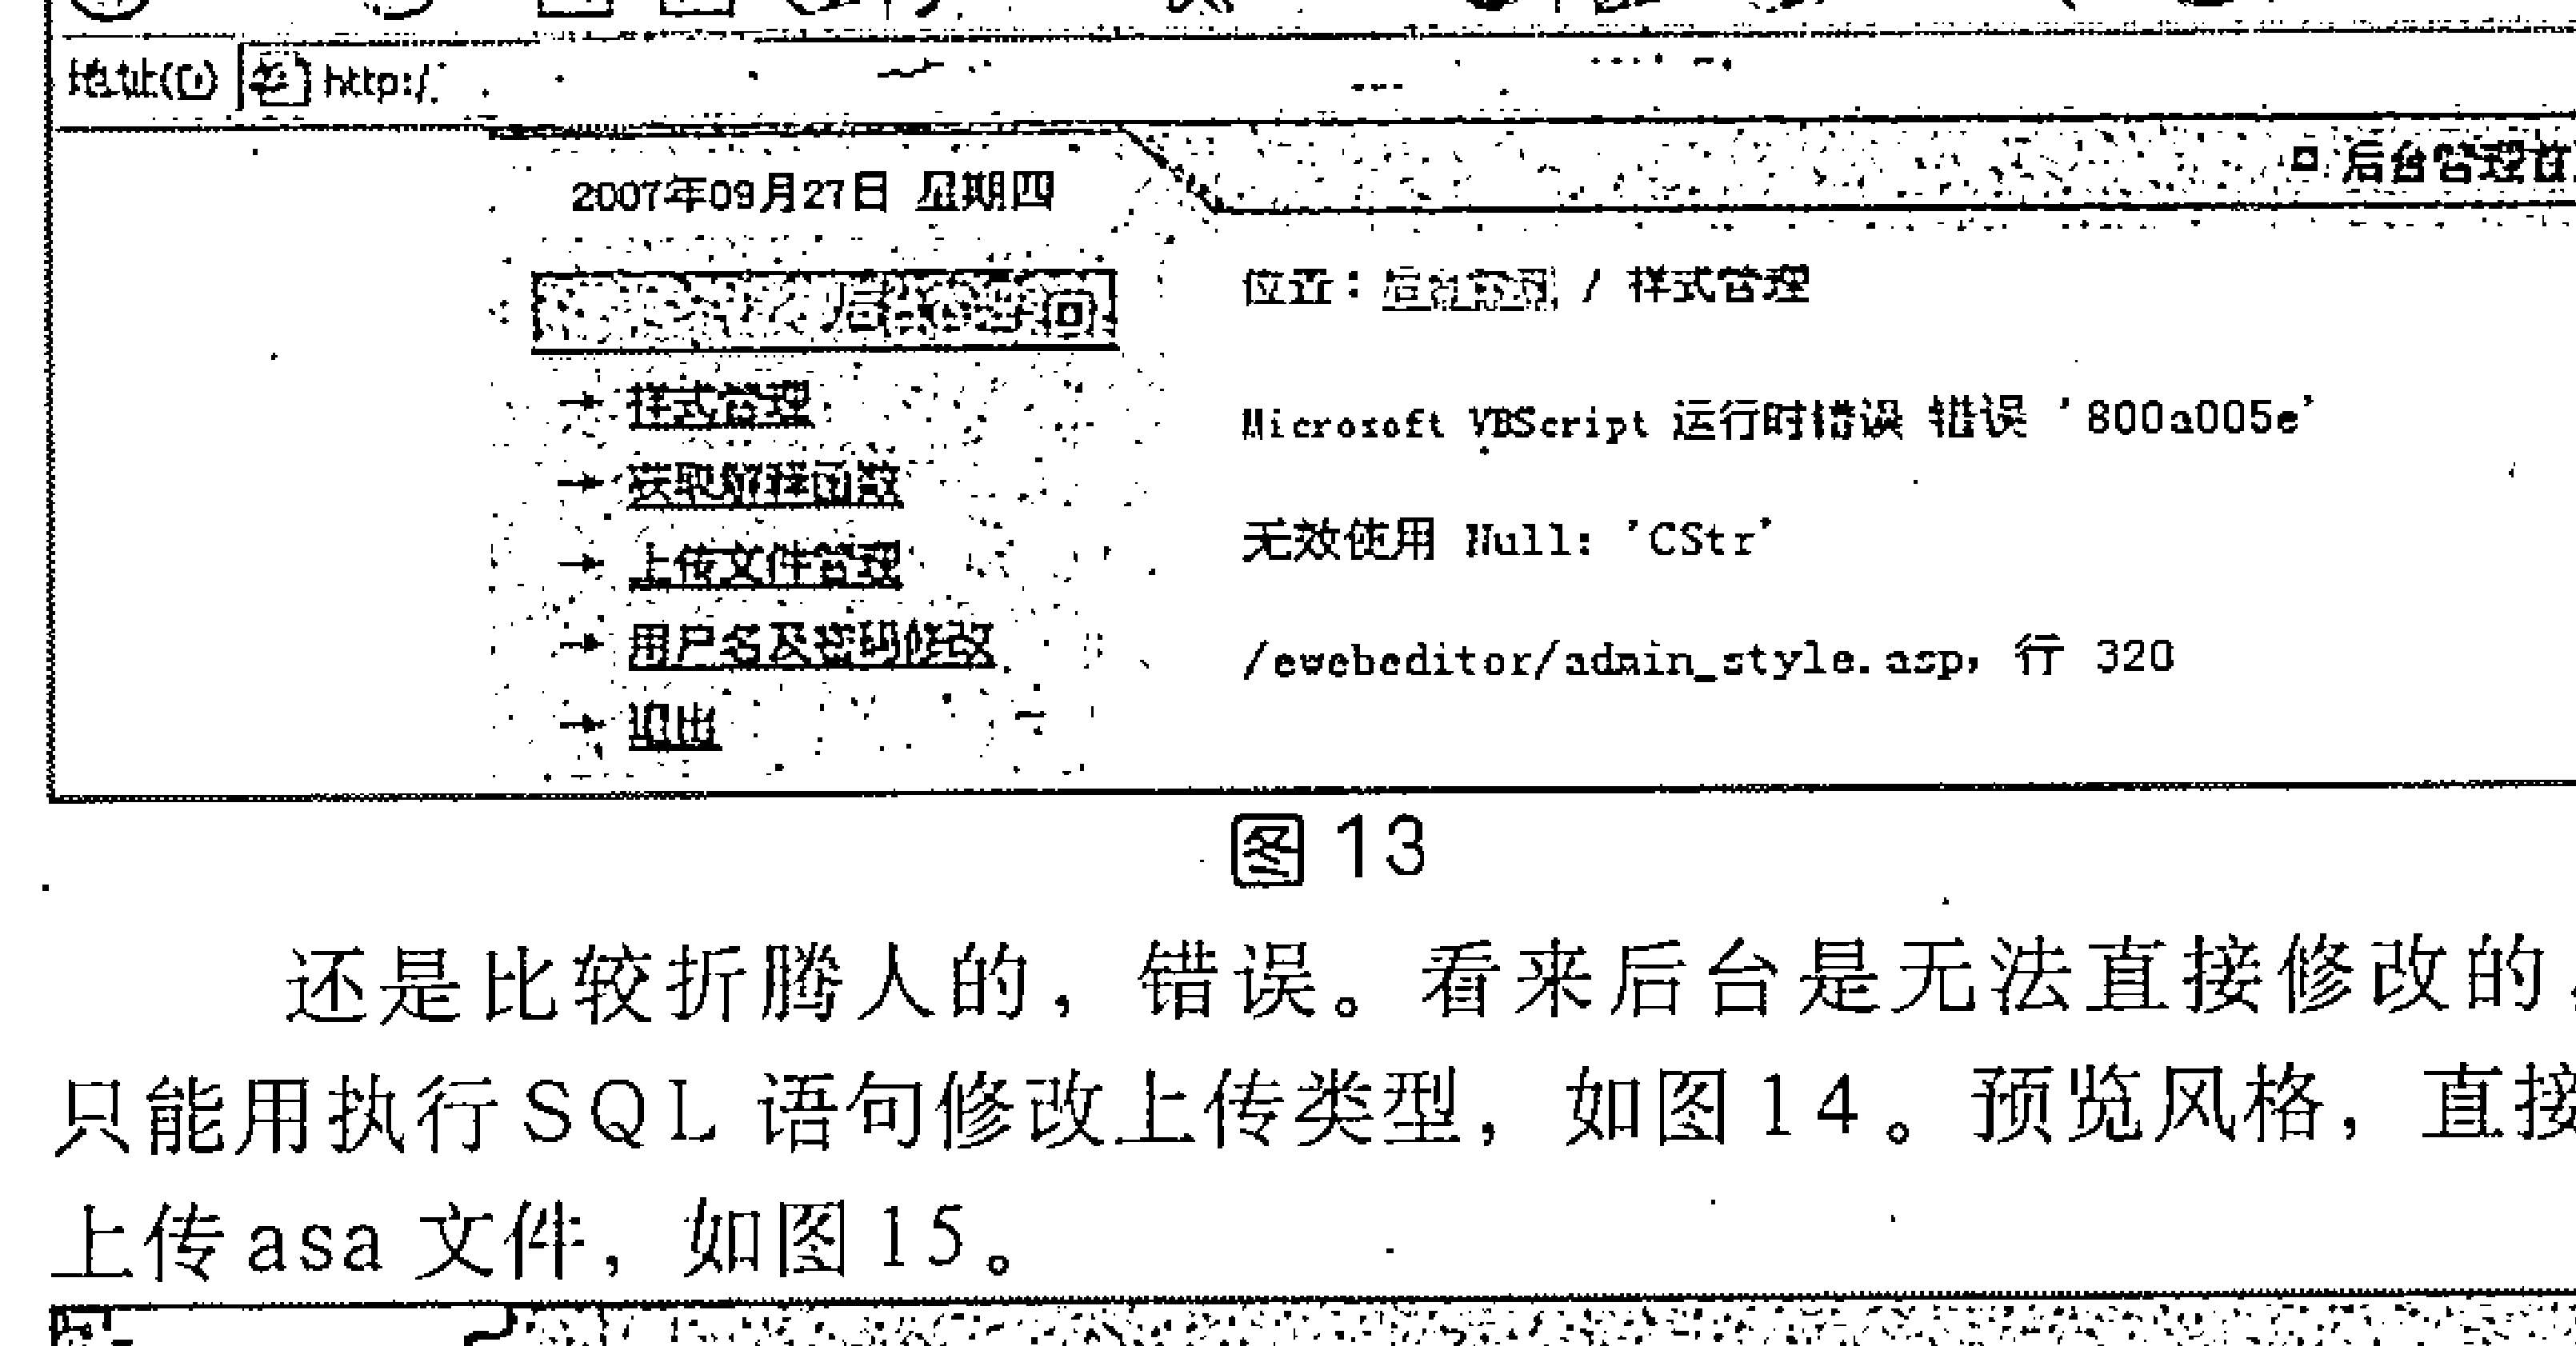 地址(D) http:/
后台管理首
2007年09月27日 星期四
后台管理
位置：后台管理 / 样式管理
样式管理
Microsoft VBScript 运行时错误 错误 '800a005e'
获取解释函数
无效使用 Null: 'CStr'
上传文件管理
用户名及密码修改
/ewebeditor/admin_style.asp，行 320
退出
图 13
还是比较折腾人的，错误。看来后台是无法直接修改的，
只能用执行SQL 语句修改上传类型，如图14。预览风格，直接
上传asa文件，如图15。